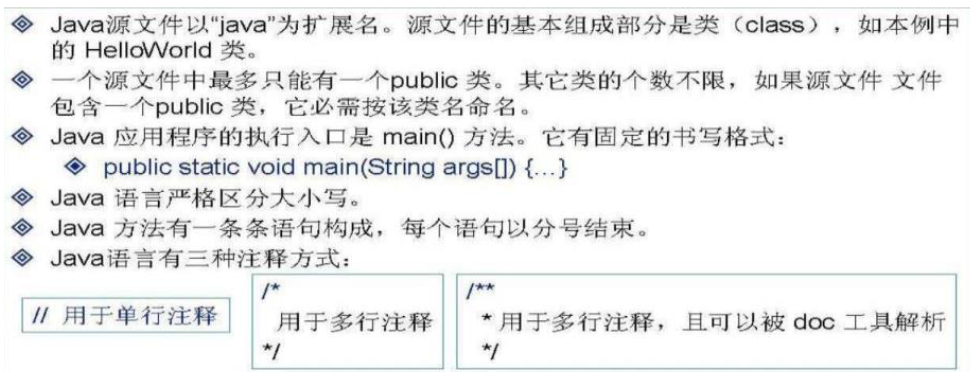 Java源文件以“java”为扩展名。源文件的基本组成部分是类（class），如本例中
的 HelloWorld 类。
一个源文件中最多只能有一个public 类。其它类的个数不限，如果源文件 文件
包含一个public 类，它必需按该类名命名。
Java 应用程序的执行入口是 main() 方法。它有固定的书写格式：
public static void main(String args[]) {...}
Java 语言严格区分大小写。
Java 方法有一条条语句构成，每个语句以分号结束。
Java语言有三种注释方式：
// 用于单行注释
/*
用于多行注释
*/
/**
* 用于多行注释，且可以被 doc 工具解析
*/